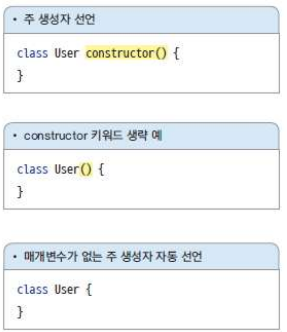 • 주 생성자 선언
class User constructor() {
}
• constructor 키워드 생략 예
class User() {
}
• 매개변수가 없는 주 생성자 자동 선언
class User {
}